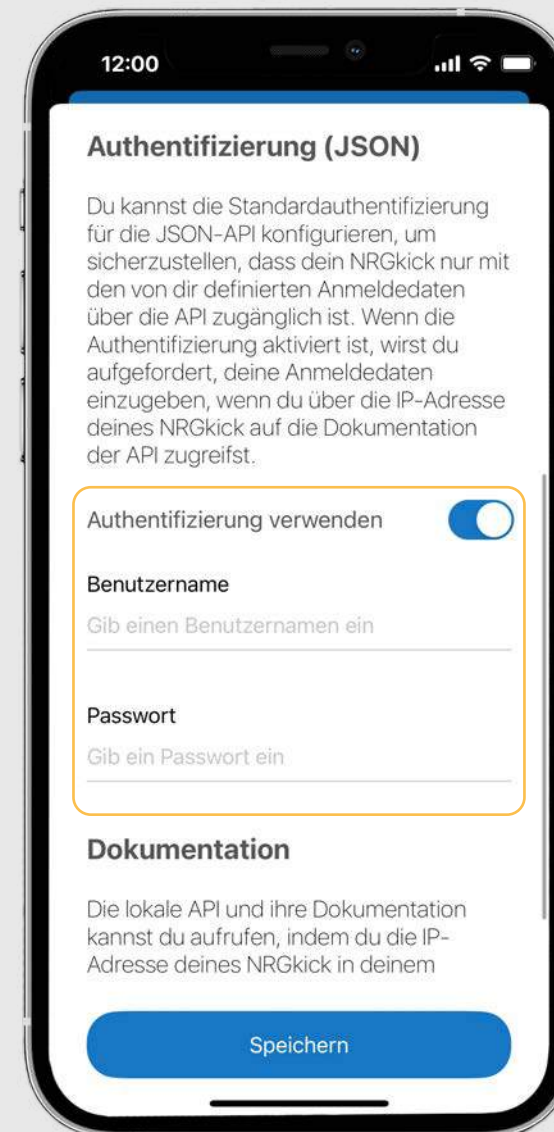 12:00
Authentifizierung (JSON)
Du kannst die Standardauthentifizierung
für die JSON-API konfigurieren, um
sicherzustellen, dass dein NRGkick nur mit
den von dir definierten Anmeldedaten
über die API zugänglich ist. Wenn die
Authentifizierung aktiviert ist, wirst du
aufgefordert, deine Anmeldedaten
einzugeben, wenn du über die IP-Adresse
deines NRGkick auf die Dokumentation
der API zugreifst.
Authentifizierung verwenden
Benutzername
Gib einen Benutzernamen ein
Passwort
Gib ein Passwort ein
Dokumentation
Die lokale API und ihre Dokumentation
kannst du aufrufen, indem du die IP-
Adresse deines NRGkick in deinem
Speichern